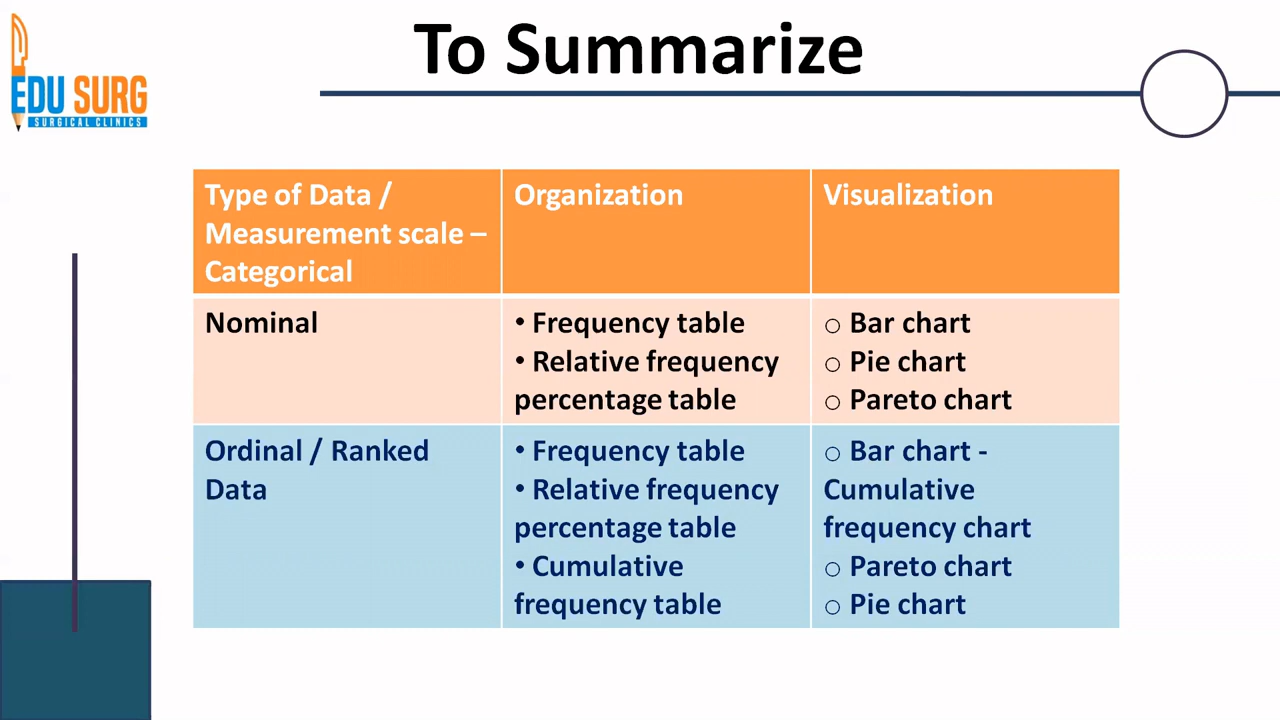 To Summarize
EDU SURG
SURGICAL CLINICS
Type of Data /
Measurement scale –
Categorical
Organization
Visualization
Nominal
• Frequency table
• Relative frequency
percentage table
o Bar chart
o Pie chart
o Pareto chart
Ordinal / Ranked
Data
• Frequency table
• Relative frequency
percentage table
• Cumulative
frequency table
o Bar chart -
Cumulative
frequency chart
o Pareto chart
o Pie chart